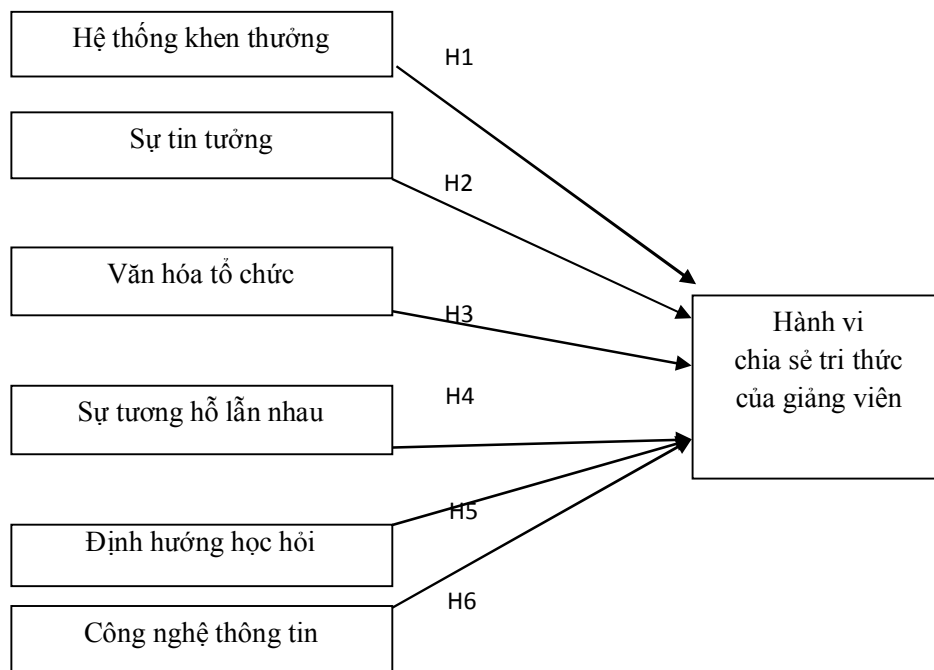 Hệ thống khen thưởng
H1
Sự tin tưởng
H2
Văn hóa tổ chức
H3
Hành vi
chia sẻ tri thức
của giảng viên
Sự tương hỗ lẫn nhau
H4
H5
Định hướng học hỏi
H6
Công nghệ thông tin